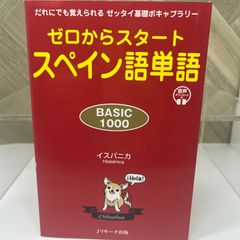 だれにでも覚えられる ゼッタイ基礎ボキャブラリー
ゼロからスタート
スペイン語単語
音声
BASIC
1000
イスパニカ
Hispanica
¡Hola!
Chihuahua
Jリサーチ出版